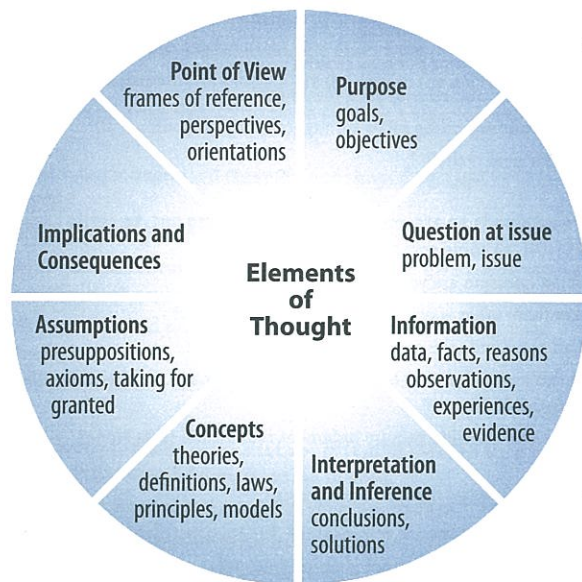 Point of View
frames of reference,
perspectives,
orientations
Purpose
goals,
objectives
Question at issue
problem, issue
Information
data, facts, reasons
observations,
experiences,
evidence
Interpretation
and Inference
conclusions,
solutions
Concepts
theories,
definitions, laws,
principles, models
Assumptions
presuppositions,
axioms, taking for
granted
Implications and
Consequences
Elements
of
Thought